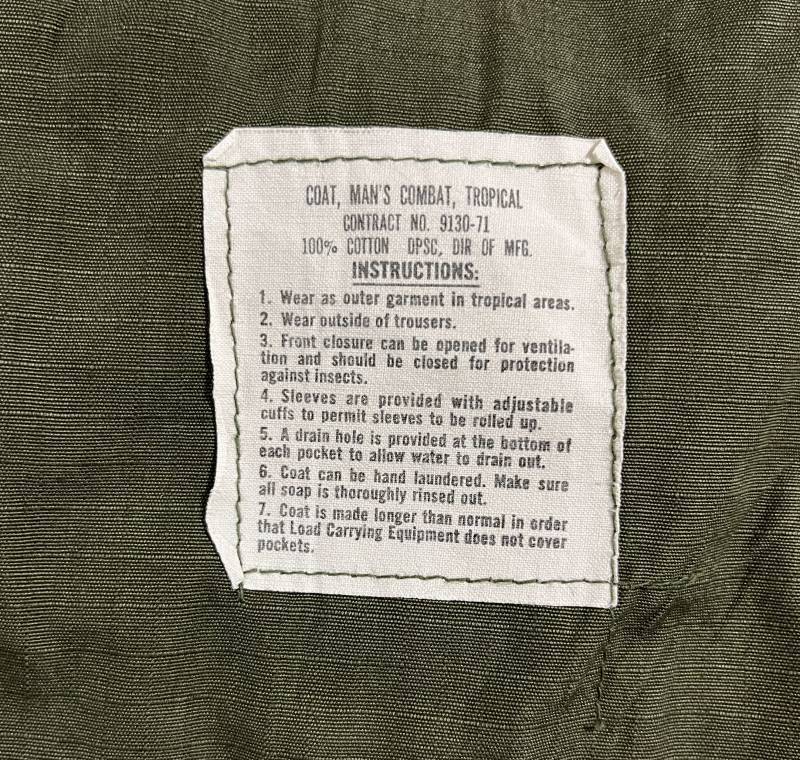 COAT, MAN'S COMBAT, TROPICAL
CONTRACT NO. 9130-71
100% COTTON DPSC, DIR OF MFG.
INSTRUCTIONS:
1. Wear as outer garment in tropical areas.
2. Wear outside of trousers.
3. Front closure can be opened for ventila-
tion and should be closed for protection
against insects.
4. Sleeves are provided with adjustable
cuffs to permit sleeves to be rolled up.
5. A drain hole is provided at the bottom of
each pocket to allow water to drain out.
6. Coat can be hand laundered. Make sure
all soap is thoroughly rinsed out.
7. Coat is made longer than normal in order
that Load Carrying Equipment does not cover
pockets.